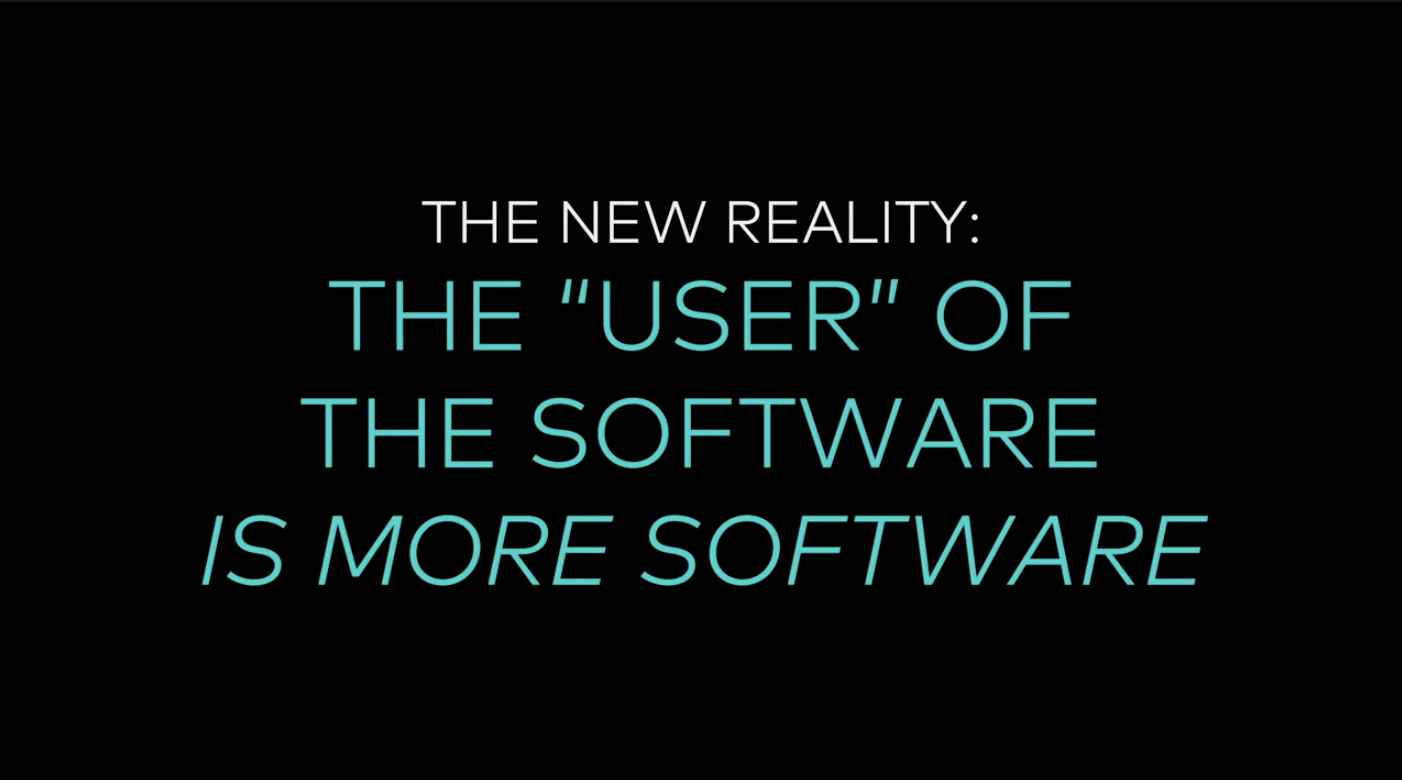 THE NEW REALITY:
THE “USER” OF
THE SOFTWARE
IS MORE SOFTWARE